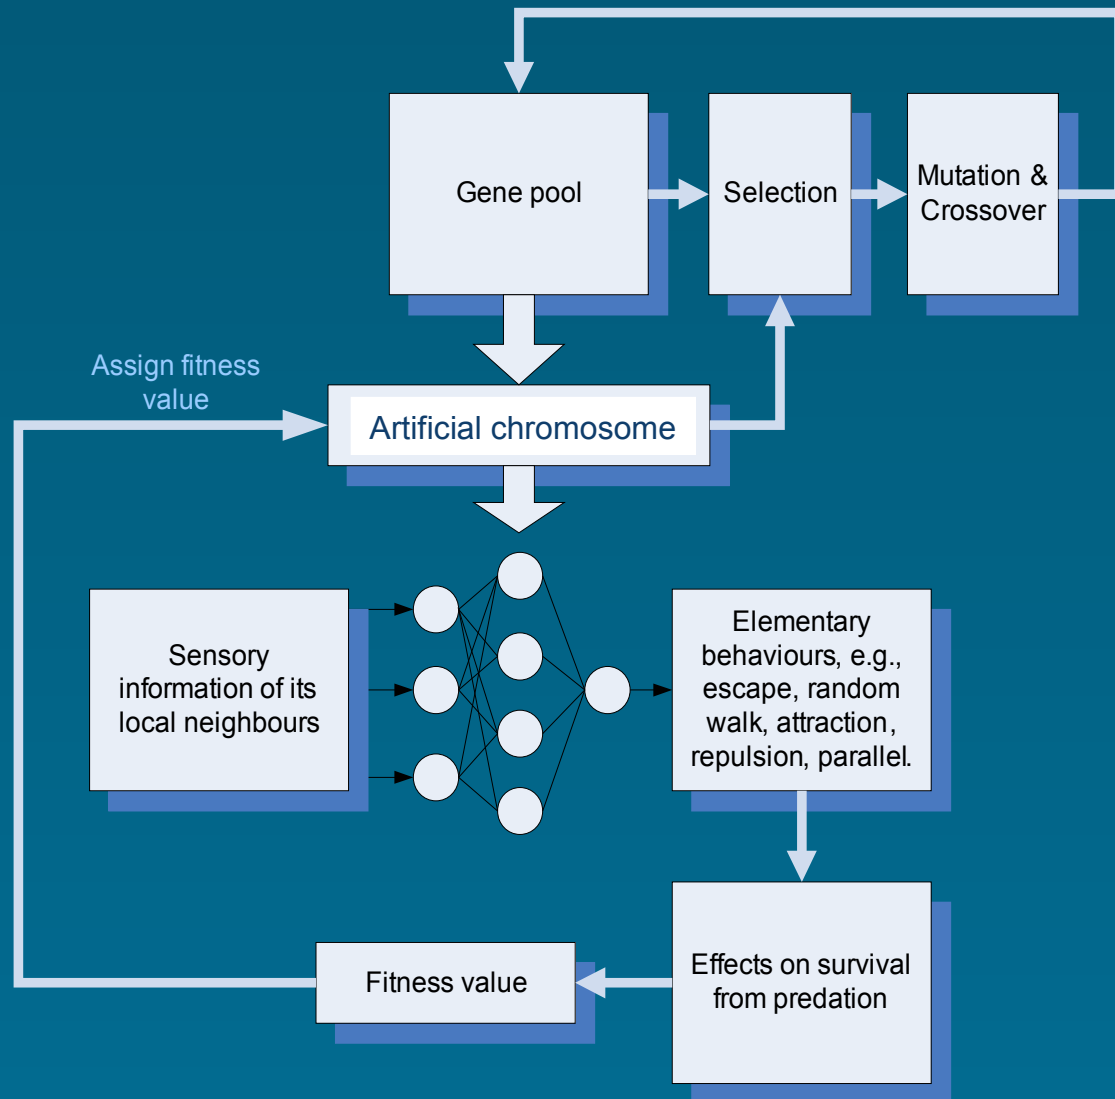 Gene pool
Selection
Mutation &
Crossover
Assign fitness
value
Artificial chromosome
Sensory
information of its
local neighbours
Elementary
behaviours, e.g.,
escape, random
walk, attraction,
repulsion, parallel.
Fitness value
Effects on survival
from predation